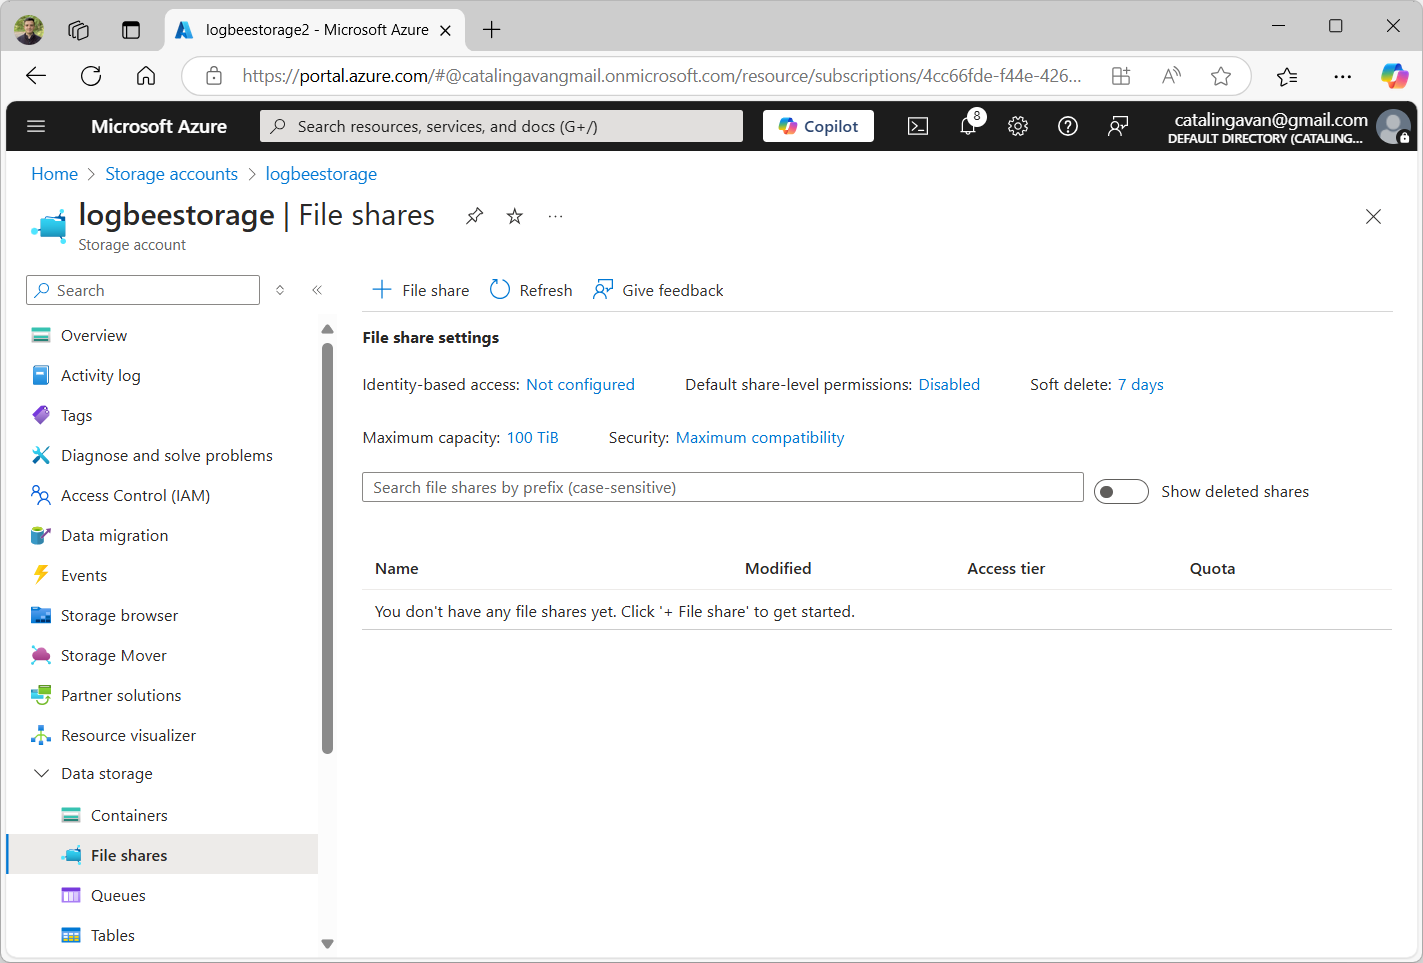 logbeestorage2 - Microsoft Azure
https://portal.azure.com/#@catalingavangmail.onmicrosoft.com/resource/subscriptions/4cc66fde-f44e-426...
Microsoft Azure
Search resources, services, and docs (G+/)
Copilot
8
catalingavan@gmail.com
DEFAULT DIRECTORY (CATALING...
Home > Storage accounts > logbeestorage
logbeestorage | File shares
Storage account
Search
File share
Refresh
Give feedback
Overview
Activity log
Tags
Diagnose and solve problems
Access Control (IAM)
Data migration
Events
Storage browser
Storage Mover
Partner solutions
Resource visualizer
Data storage
Containers
File shares
Queues
Tables
File share settings
Identity-based access: Not configured
Default share-level permissions: Disabled
Soft delete: 7 days
Maximum capacity: 100 TiB
Security: Maximum compatibility
Search file shares by prefix (case-sensitive)
Show deleted shares
Name Modified Access tier Quota
You don't have any file shares yet. Click '+ File share' to get started.